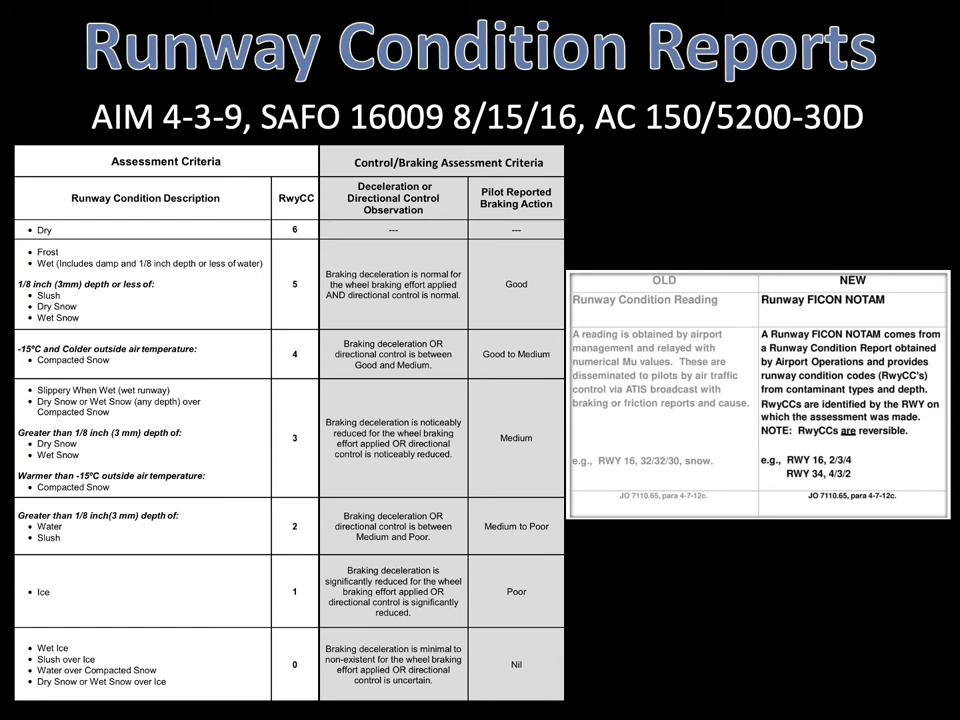 Runway Condition Reports
AIM 4-3-9, SAFO 16009 8/15/16, AC 150/5200-30D
Assessment Criteria
Control/Braking Assessment Criteria
Runway Condition Description
RwyCC
Deceleration or
Directional Control
Observation
Pilot Reported
Braking Action
• Dry
6
---
---
• Frost
• Wet (Includes damp and 1/8 inch depth or less of water)
1/8 inch (3mm) depth or less of:
• Slush
• Dry Snow
• Wet Snow
5
Braking deceleration is normal for
the wheel braking effort applied
AND directional control is normal.
Good
-15ºC and Colder outside air temperature:
• Compacted Snow
4
Braking deceleration OR
directional control is between
Good and Medium.
Good to Medium
• Slippery When Wet (wet runway)
• Dry Snow or Wet Snow (any depth) over
Compacted Snow
Greater than 1/8 inch (3 mm) depth of:
• Dry Snow
• Wet Snow
Warmer than -15ºC outside air temperature:
• Compacted Snow
3
Braking deceleration is noticeably
reduced for the wheel braking
effort applied OR directional
control is noticeably reduced.
Medium
Greater than 1/8 inch(3 mm) depth of:
• Water
• Slush
2
Braking deceleration OR
directional control is between
Medium and Poor.
Medium to Poor
• Ice
1
Braking deceleration is
significantly reduced for the wheel
braking effort applied OR
directional control is significantly
reduced.
Poor
• Wet Ice
• Slush over Ice
• Water over Compacted Snow
• Dry Snow or Wet Snow over Ice
0
Braking deceleration is minimal to
non-existent for the wheel braking
effort applied OR directional
control is uncertain.
Nil
OLD
NEW
Runway Condition Reading
Runway FICON NOTAM
A reading is obtained by airport
management and relayed with
numerical Mu values. These are
disseminated to pilots by air traffic
control via ATIS broadcast with
braking or friction reports and cause.
e.g., RWY 16, 32/32/30, snow.
A Runway FICON NOTAM comes from
a Runway Condition Report obtained
by Airport Operations and provides
runway condition codes (RwyCC's)
from contaminant types and depth.
RwyCCs are identified by the RWY on
which the assessment was made.
NOTE: RwyCCs are reversible.
e.g., RWY 16, 2/3/4
RWY 34, 4/3/2
JO 7110.65, para 4-7-12c.
JO 7110.65, para 4-7-12c.